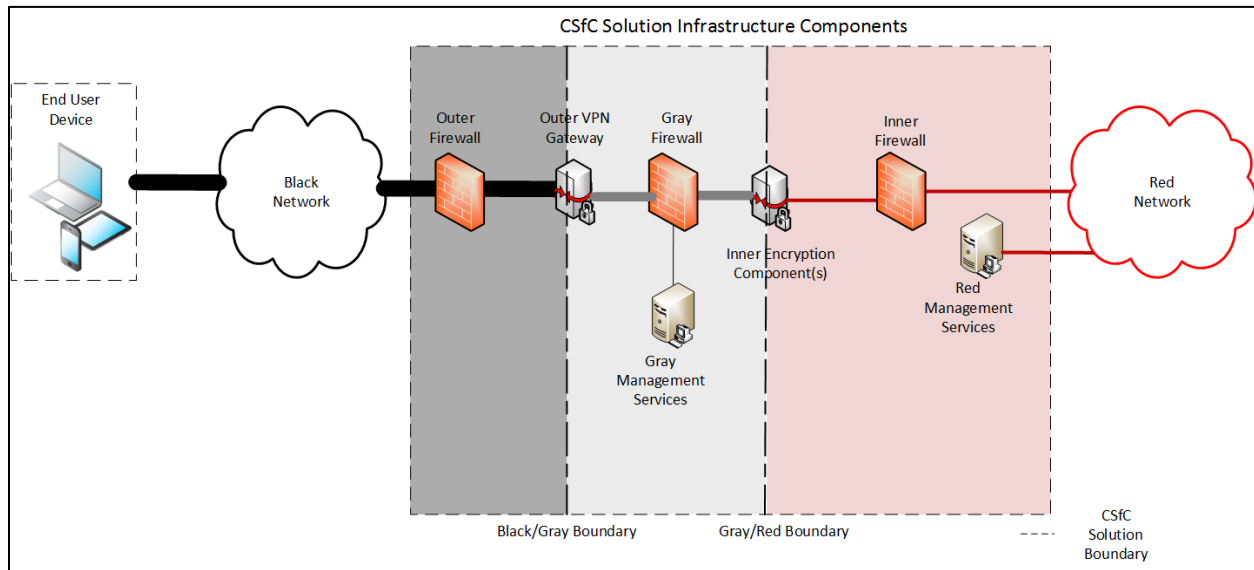 CSfC Solution Infrastructure Components
End User
Device
Black
Network
Outer
Firewall
Outer VPN
Gateway
Gray
Firewall
Gray
Management
Services
Inner Encryption
Component(s)
Inner
Firewall
Red
Management
Services
Red
Network
Black/Gray Boundary
Gray/Red Boundary
CSfC
Solution
Boundary